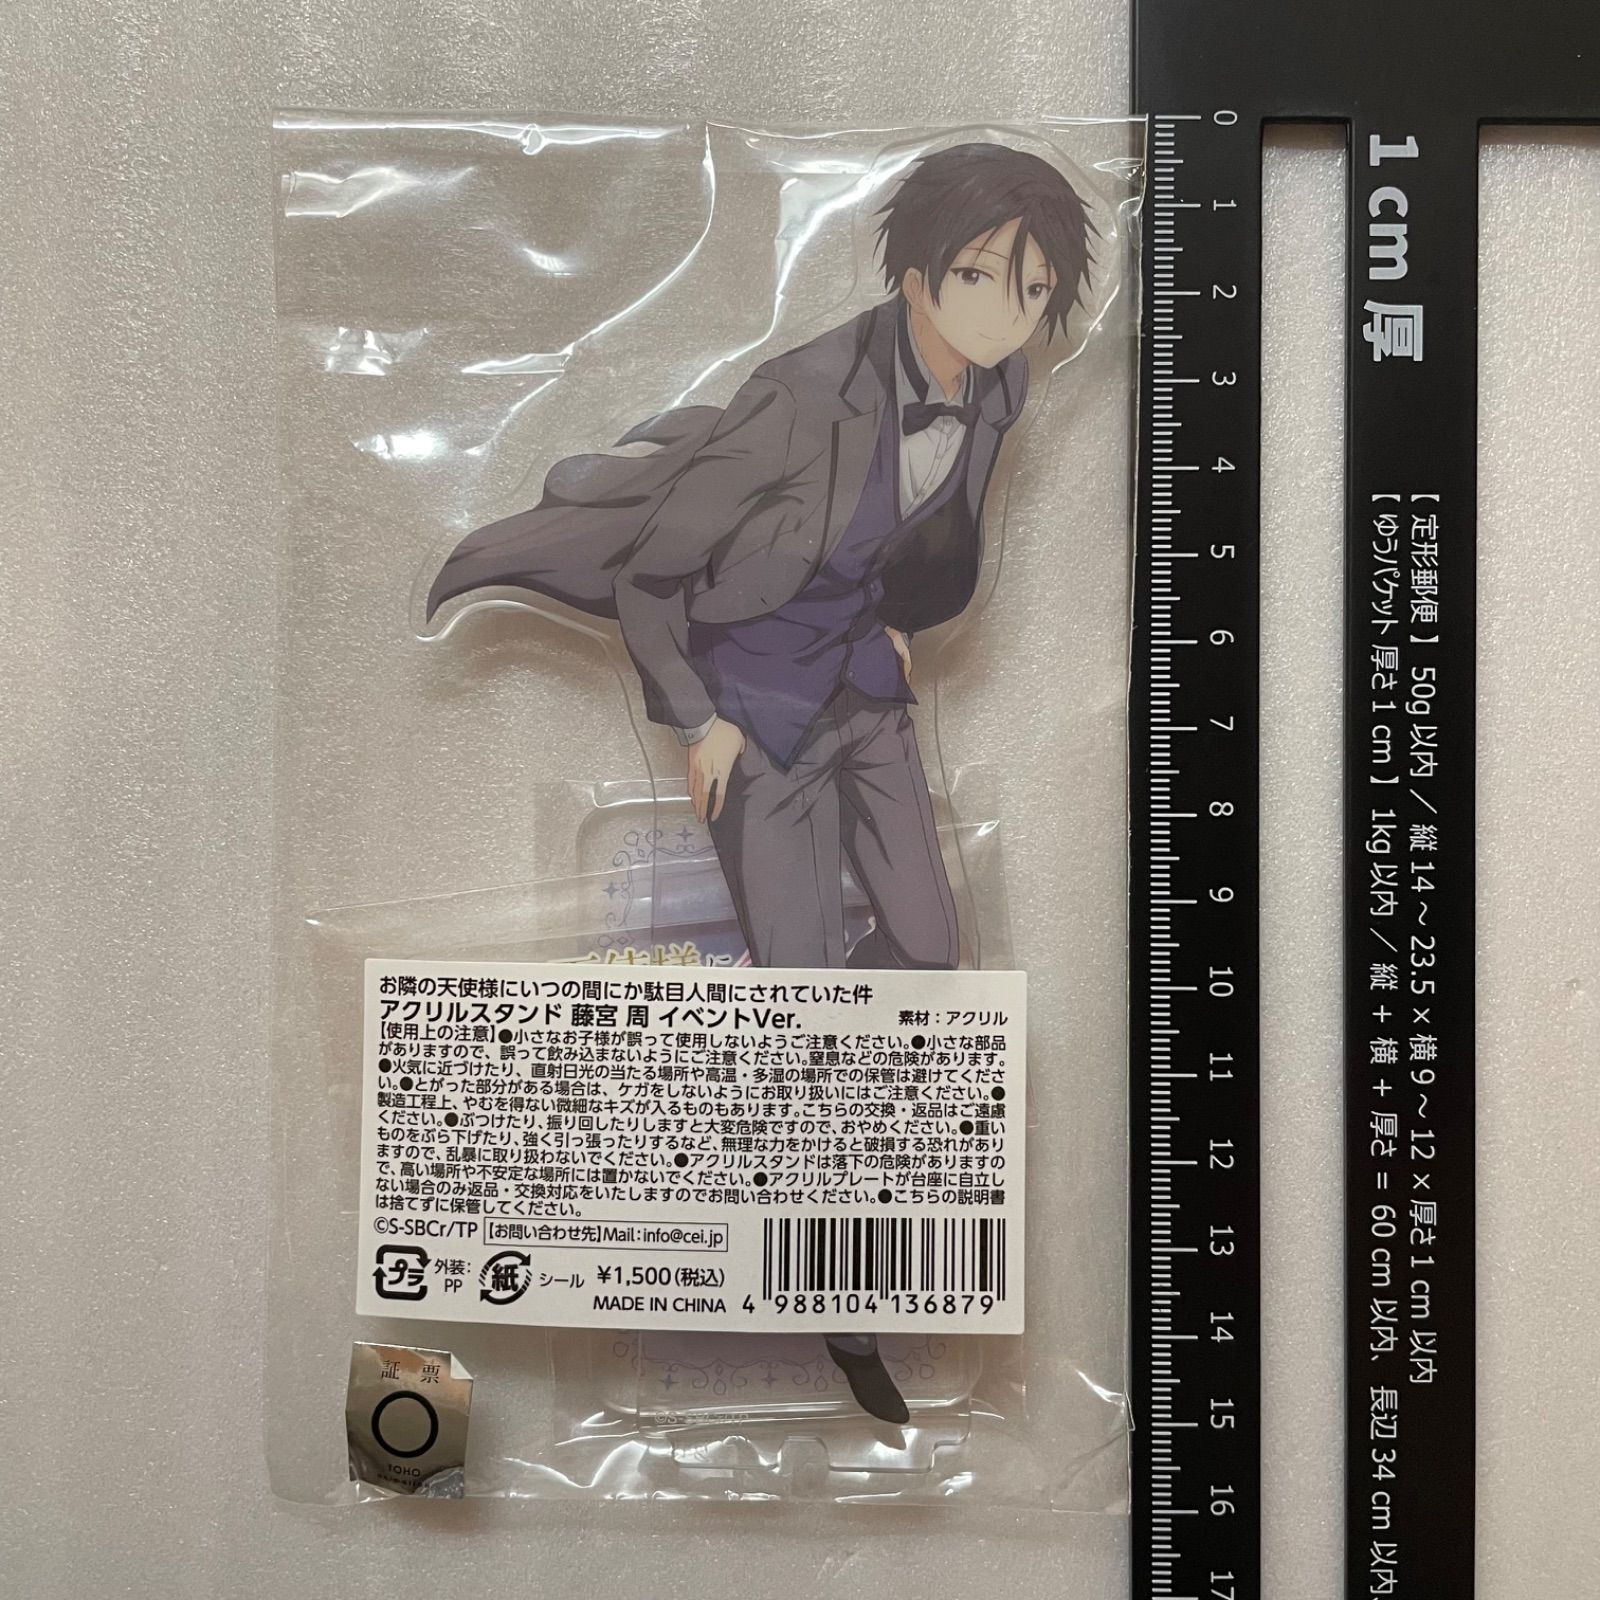 お隣の天使様にいつの間にか駄目人間にされていた件
アクリルスタンド 藤宮 周 イベントVer.
素材：アクリル
【使用上の注意】●小さなお子様が誤って使用しないようご注意ください。●小さな部品
がありますので、誤って飲み込まないようにご注意ください。窒息などの危険があります。
●火気に近づけたり、直射日光の当たる場所や高温・多湿の場所での保管は避けてくださ
い。●とがった部分がある場合は、ケガをしないようにお取り扱いにはご注意ください。●
製造工程上、やむを得ない微細なキズが入るものもあります。こちらの交換・返品はご遠慮
ください。●ぶつけたり、振り回したりしますと大変危険ですので、おやめください。●重い
ものをぶら下げたり、強く引っ張ったりするなど、無理な力をかけると破損する恐れがあり
ますので、乱暴に取り扱わないでください。●アクリルスタンドは落下の危険がありますの
で、高い場所や不安定な場所には置かないでください。●アクリルプレートが台座に自立し
ない場合のみ返品・交換対応をいたしますのでお問い合わせください。●こちらの説明書
は捨てずに保管してください。
©S-SBCr/TP 【お問い合わせ先】Mail：info@cei.jp
プラ 外装：
PP
紙 シール ¥1,500(税込)
MADE IN CHINA
4 988104 136879
証 票
TOHO
©S-SBCr/TP
0
1
2
3
4
5
6
7
8
9
10
11
12
13
14
15
16
17
1 cm 厚
【 定形郵便 】 50g 以内 ／ 縦 14 ～ 23.5 × 横 9 ～ 12 × 厚さ 1 cm 以内
【 ゆうパケット 厚さ 1 cm 】 1kg 以内 ／ 縦 + 横 + 厚さ = 60 cm 以内、長辺 34 cm 以内、